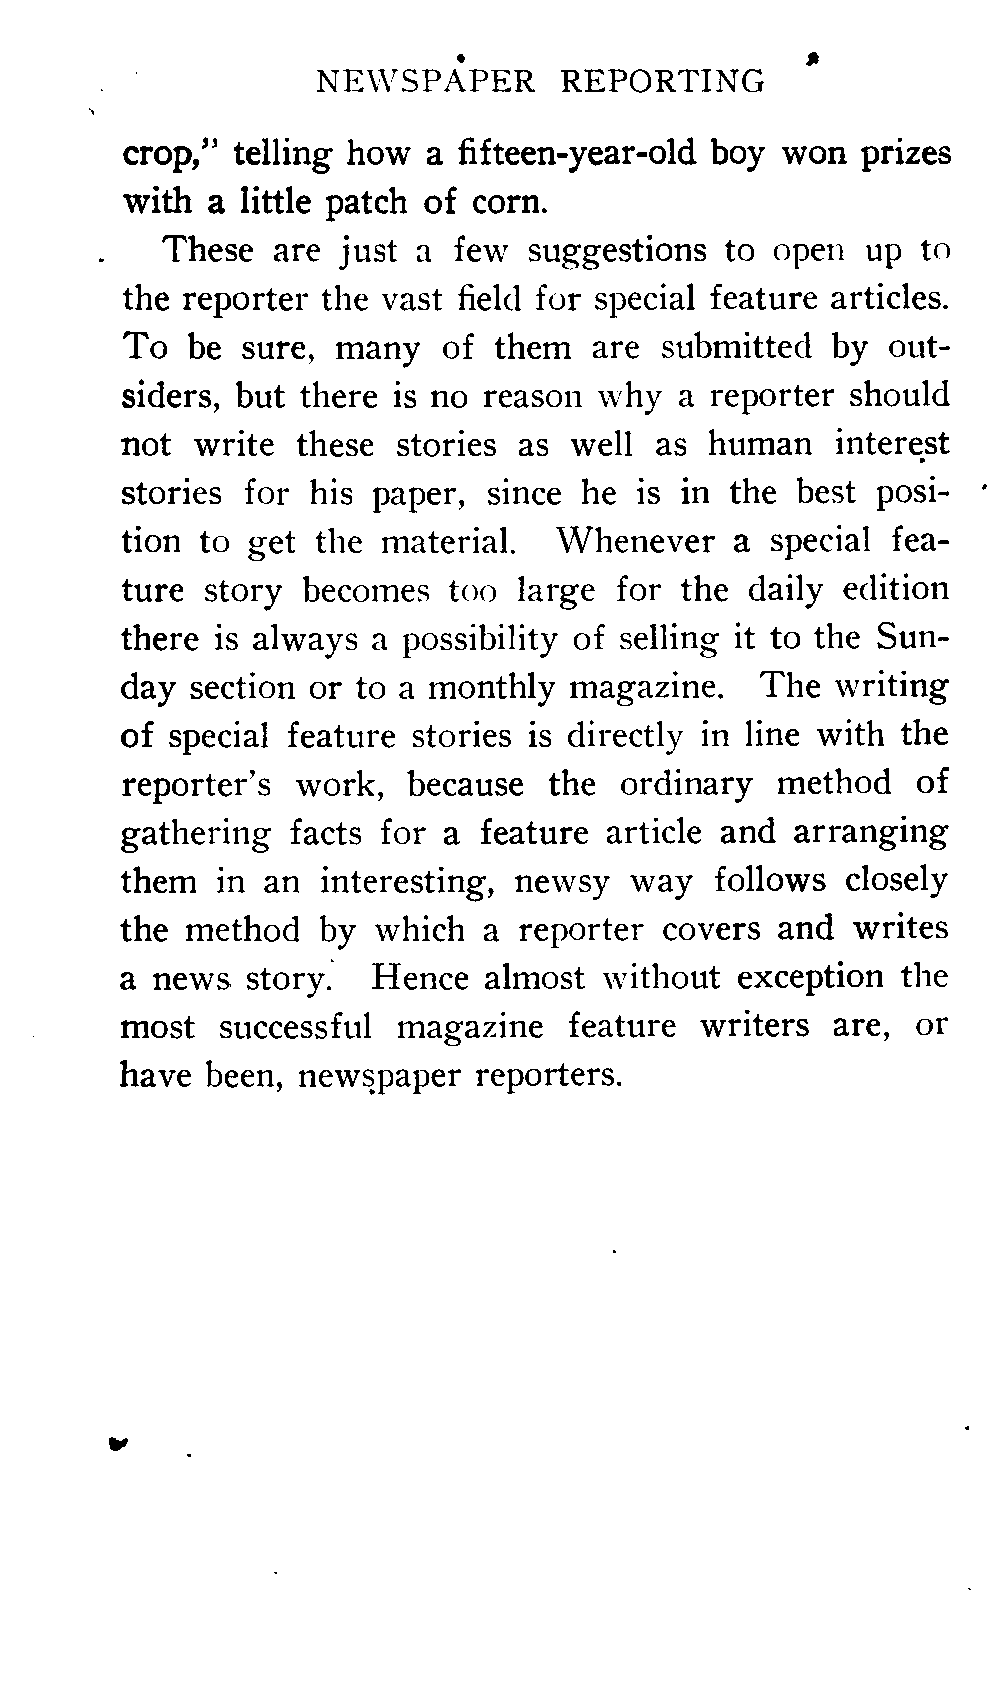 NEWSPAPER REPORTING
crop," telling how a fifteen-year-old boy won prizes
with a little patch of corn.
These are just a few suggestions to open up to
the reporter the vast field for special feature articles.
To be sure, many of them are submitted by out-
siders, but there is no reason why a reporter should
not write these stories as well as human interest
stories for his paper, since he is in the best posi-
tion to get the material. Whenever a special fea-
ture story becomes too large for the daily edition
there is always a possibility of selling it to the Sun-
day section or to a monthly magazine. The writing
of special feature stories is directly in line with the
reporter's work, because the ordinary method of
gathering facts for a feature article and arranging
them in an interesting, newsy way follows closely
the method by which a reporter covers and writes
a news story. Hence almost without exception the
most successful magazine feature writers are, or
have been, newspaper reporters.